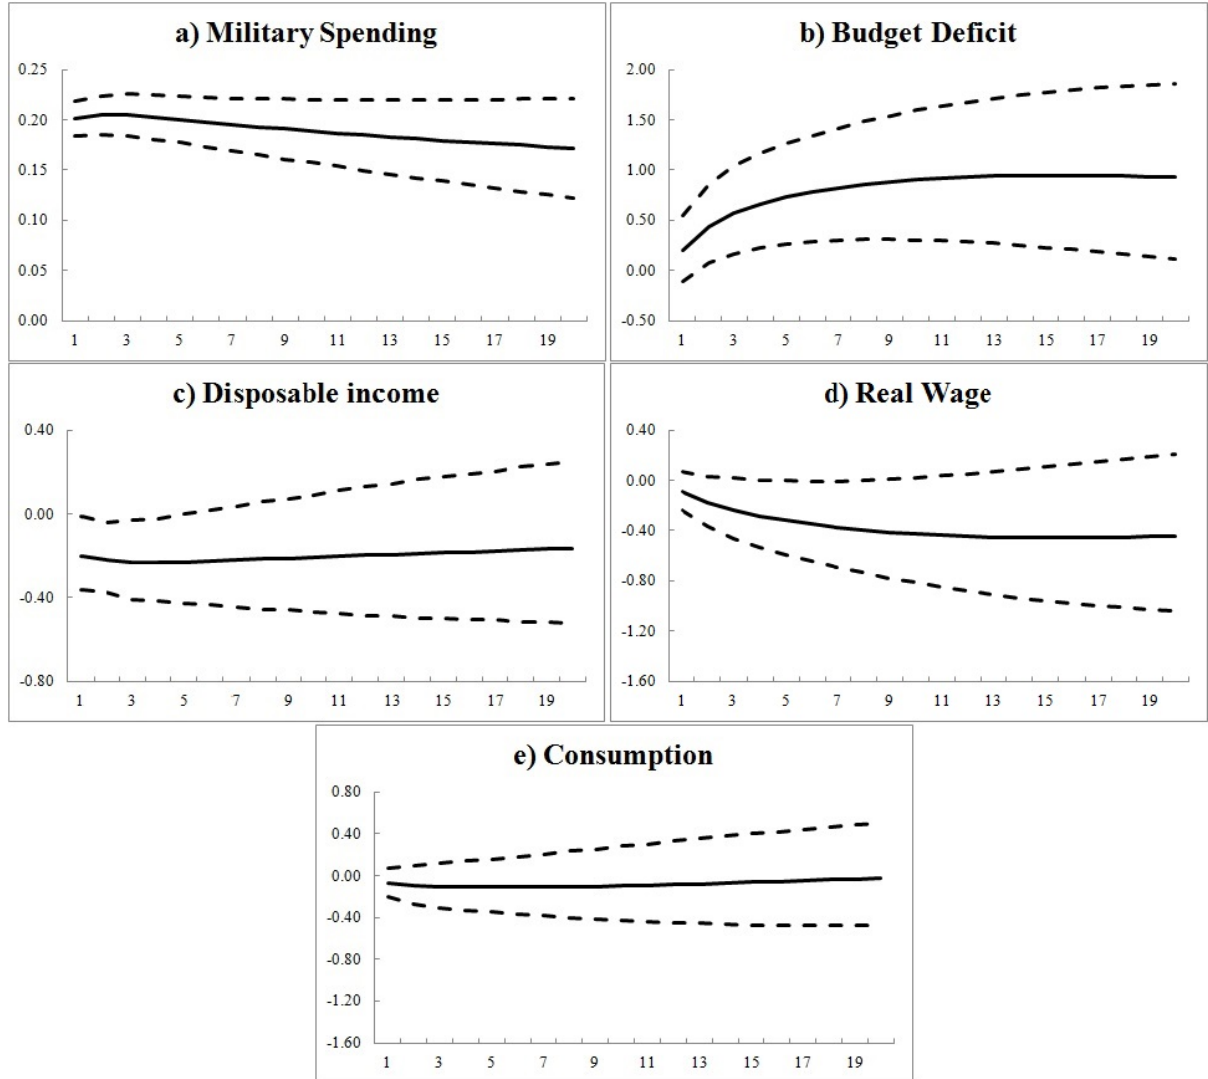 a) Military Spending
0.25
0.20
0.15
0.10
0.05
0.00
1 3 5 7 9 11 13 15 17 19
b) Budget Deficit
2.00
1.50
1.00
0.50
0.00
-0.50
1 3 5 7 9 11 13 15 17 19
c) Disposable income
0.40
0.00
-0.40
-0.80
1 3 5 7 9 11 13 15 17 19
d) Real Wage
0.40
0.00
-0.40
-0.80
-1.20
-1.60
1 3 5 7 9 11 13 15 17 19
e) Consumption
0.80
0.40
0.00
-0.40
-0.80
-1.20
-1.60
1 3 5 7 9 11 13 15 17 19